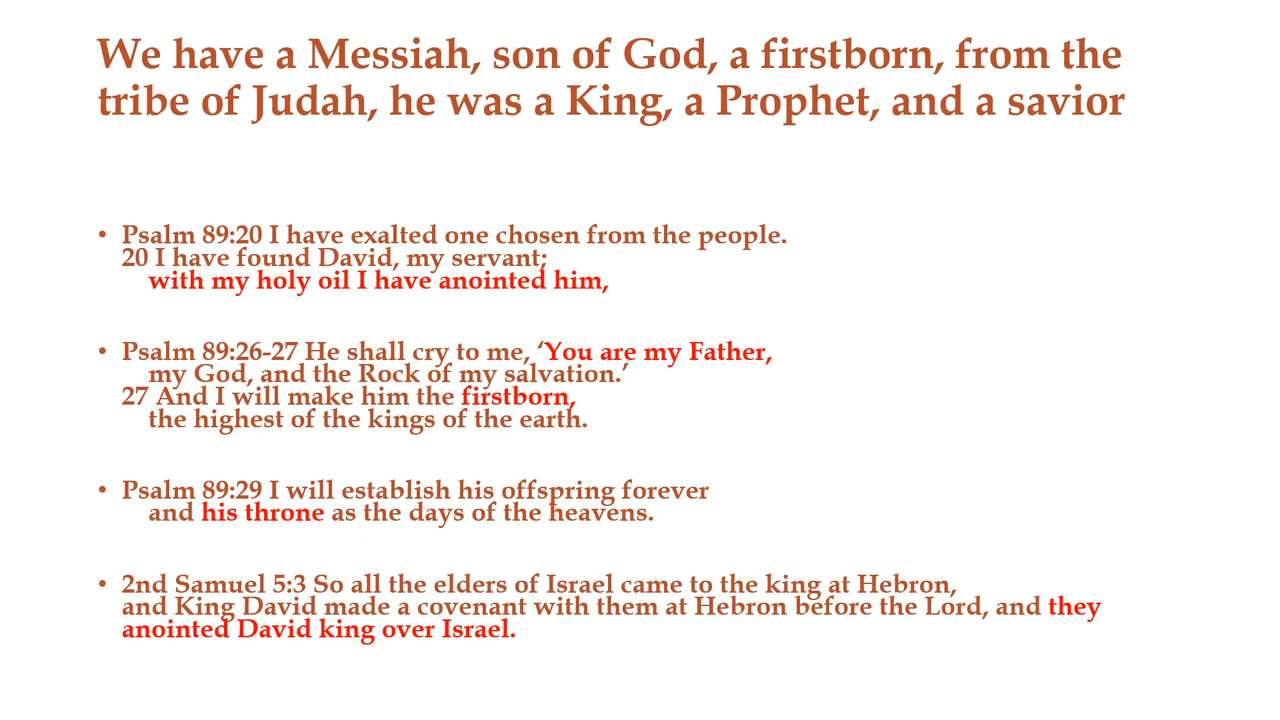 We have a Messiah, son of God, a firstborn, from the
tribe of Judah, he was a King, a Prophet, and a savior
• Psalm 89:20 I have exalted one chosen from the people.
20 I have found David, my servant;
with my holy oil I have anointed him,
• Psalm 89:26-27 He shall cry to me, ‘You are my Father,
my God, and the Rock of my salvation.’
27 And I will make him the firstborn,
the highest of the kings of the earth.
• Psalm 89:29 I will establish his offspring forever
and his throne as the days of the heavens.
• 2nd Samuel 5:3 So all the elders of Israel came to the king at Hebron,
and King David made a covenant with them at Hebron before the Lord, and they
anointed David king over Israel.